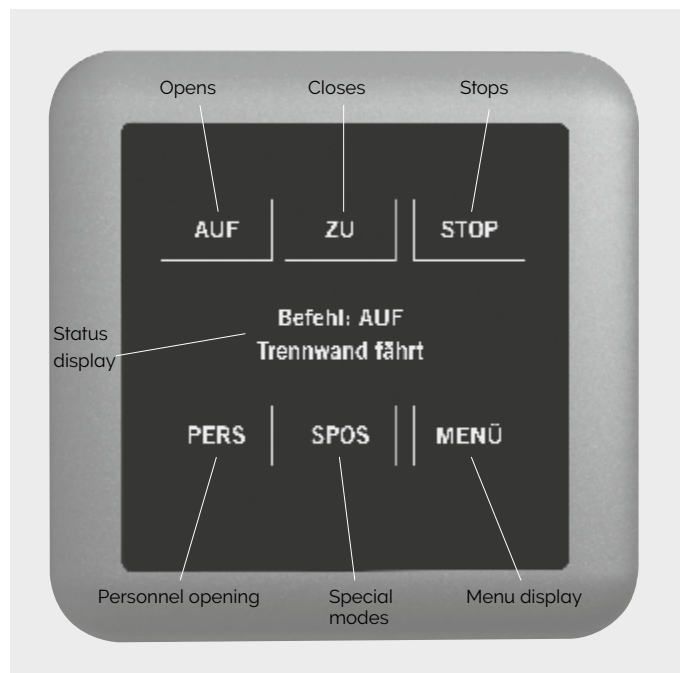 Opens Closes Stops
AUF ZU STOP
Befehl: AUF
Trennwand fährt
Status
display
PERS SPOS MENÜ
Personnel opening Special Menu display
modes